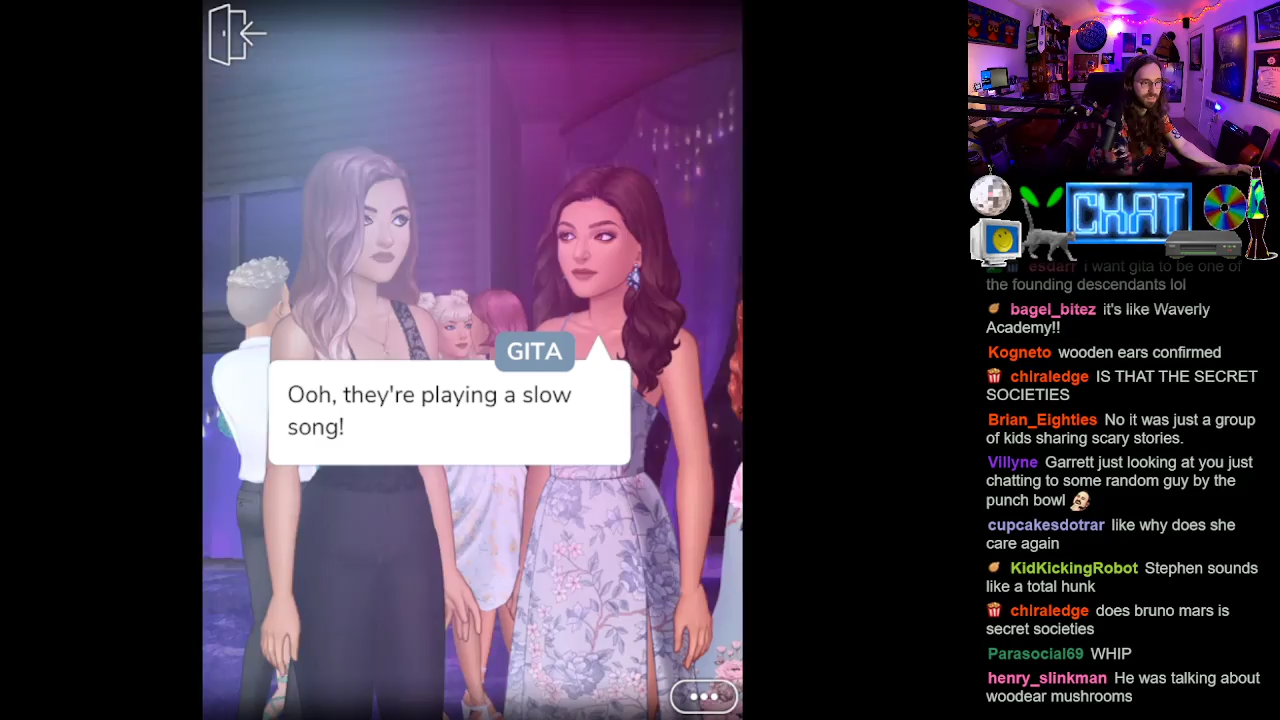 GITA
Ooh, they're playing a slow
song!
CHAT
esdarr i want gita to be one of
the founding descendants lol
bagel_bitez it's like Waverly
Academy!!
Kogneto wooden ears confirmed
chiraledge IS THAT THE SECRET
SOCIETIES
Brian_Eighties No it was just a group
of kids sharing scary stories.
Villyne Garrett just looking at you just
chatting to some random guy by the
punch bowl
cupcakesdotrar like why does she
care again
KidKickingRobot Stephen sounds
like a total hunk
chiraledge does bruno mars is
secret societies
Parasocial69 WHIP
henry_slinkman He was talking about
woodear mushrooms